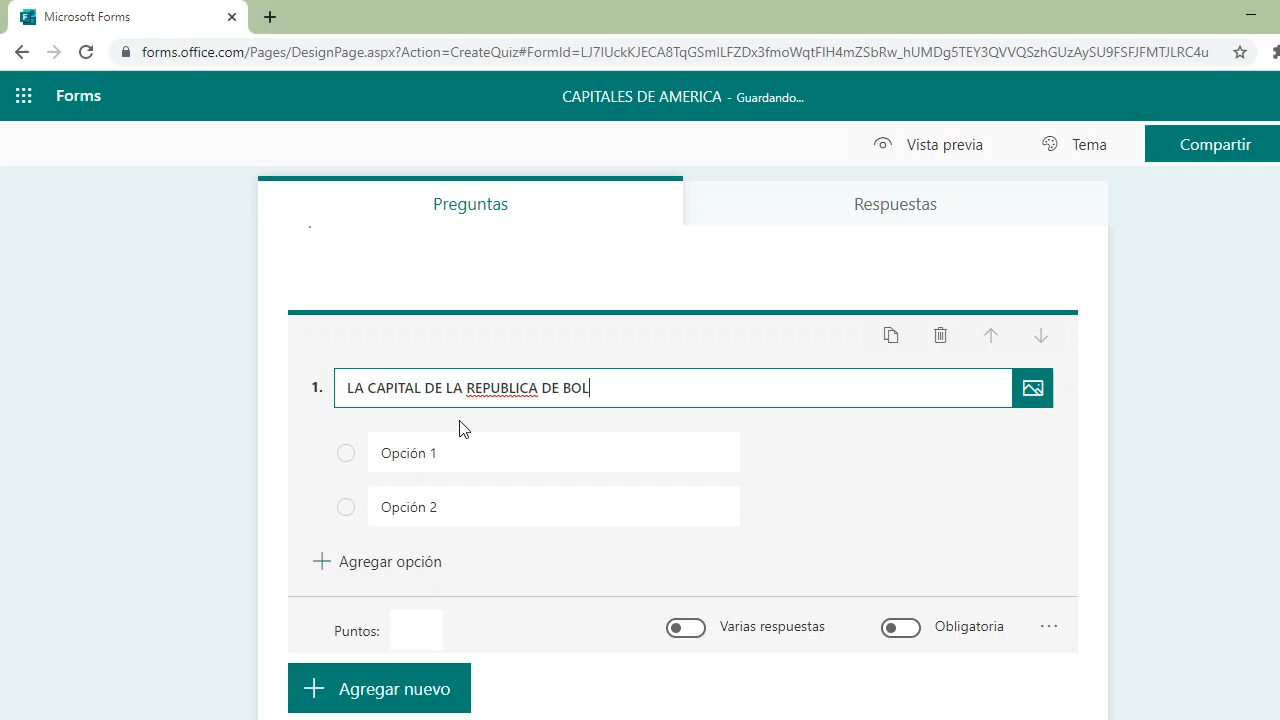 Microsoft Forms
forms.office.com/Pages/DesignPage.aspx?Action=CreateQuiz#FormId=LJ7lUckKJECA8TqGSmILFZDx3fmoWqtFIH4mZSbRw_hUMDg5TEY3QVVQSzhGUzAySU9FSFJFMTJLRC4u
Forms
CAPITALES DE AMERICA - Guardando...
Vista previa
Tema
Compartir
Preguntas
Respuestas
1. LA CAPITAL DE LA REPUBLICA DE BOL
Opción 1
Opción 2
Agregar opción
Puntos:
Varias respuestas
Obligatoria
Agregar nuevo